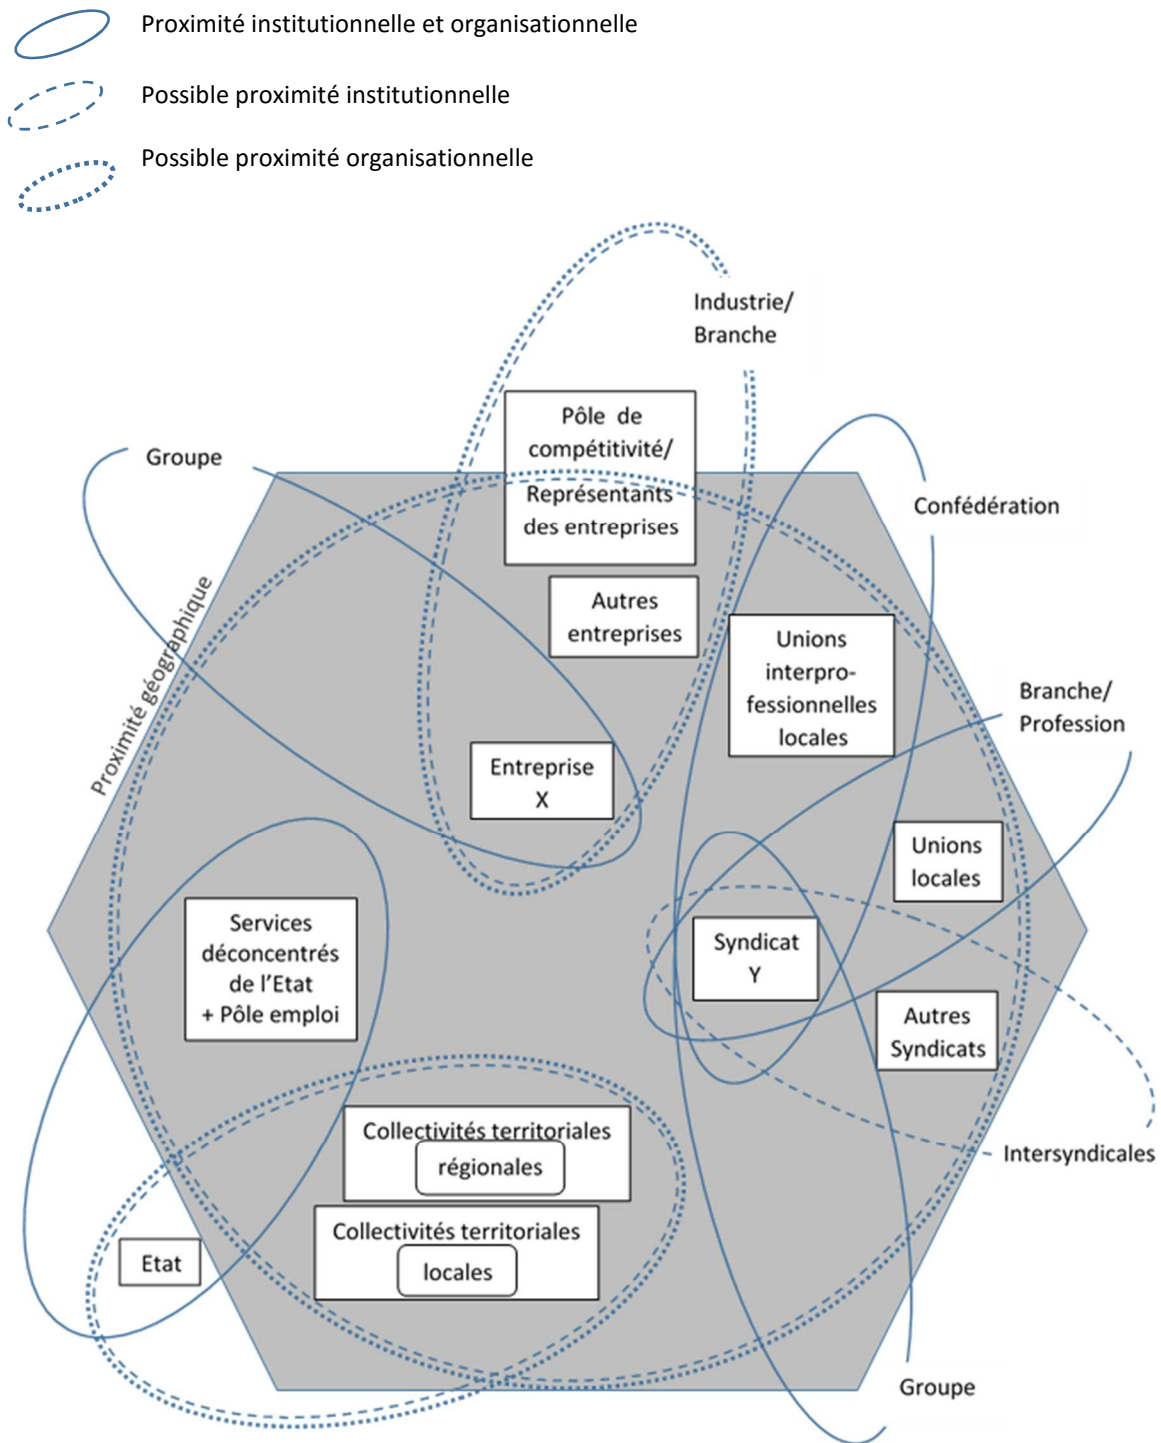 Proximité institutionnelle et organisationnelle
Possible proximité institutionnelle
Possible proximité organisationnelle
Industrie/
Branche
Pôle de
compétitivité/
Représentants
des entreprises
Groupe
Confédération
Proximité géographique
Autres
entreprises
Unions
interpro-
fessionnelles
locales
Branche/
Profession
Entreprise
X
Unions
locales
Services
déconcentrés
de l'Etat
+ Pôle emploi
Syndicat
Y
Autres
Syndicats
Collectivités territoriales
régionales
Intersyndicales
Collectivités territoriales
locales
Etat
Groupe